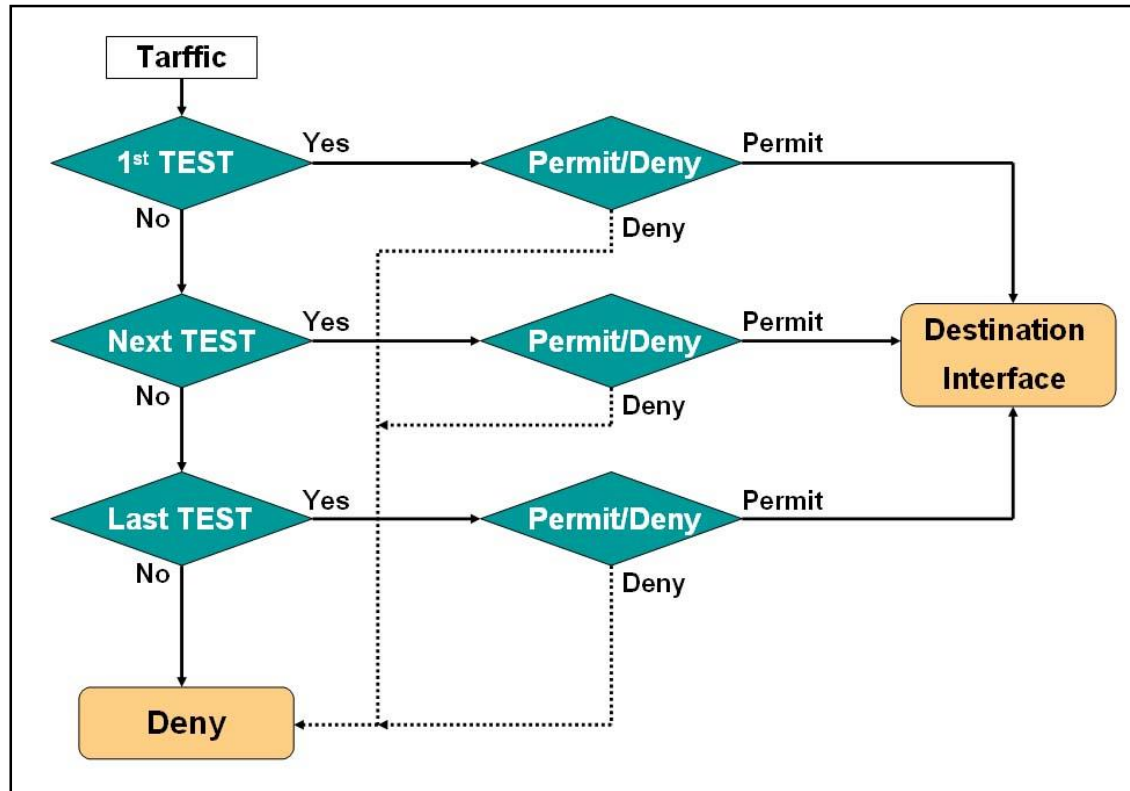 Tarffic
1st TEST
Yes
Permit/Deny
Permit
No
Deny
Next TEST
Yes
Permit/Deny
Permit
Destination
Interface
No
Deny
Last TEST
Yes
Permit/Deny
Permit
No
Deny
Deny